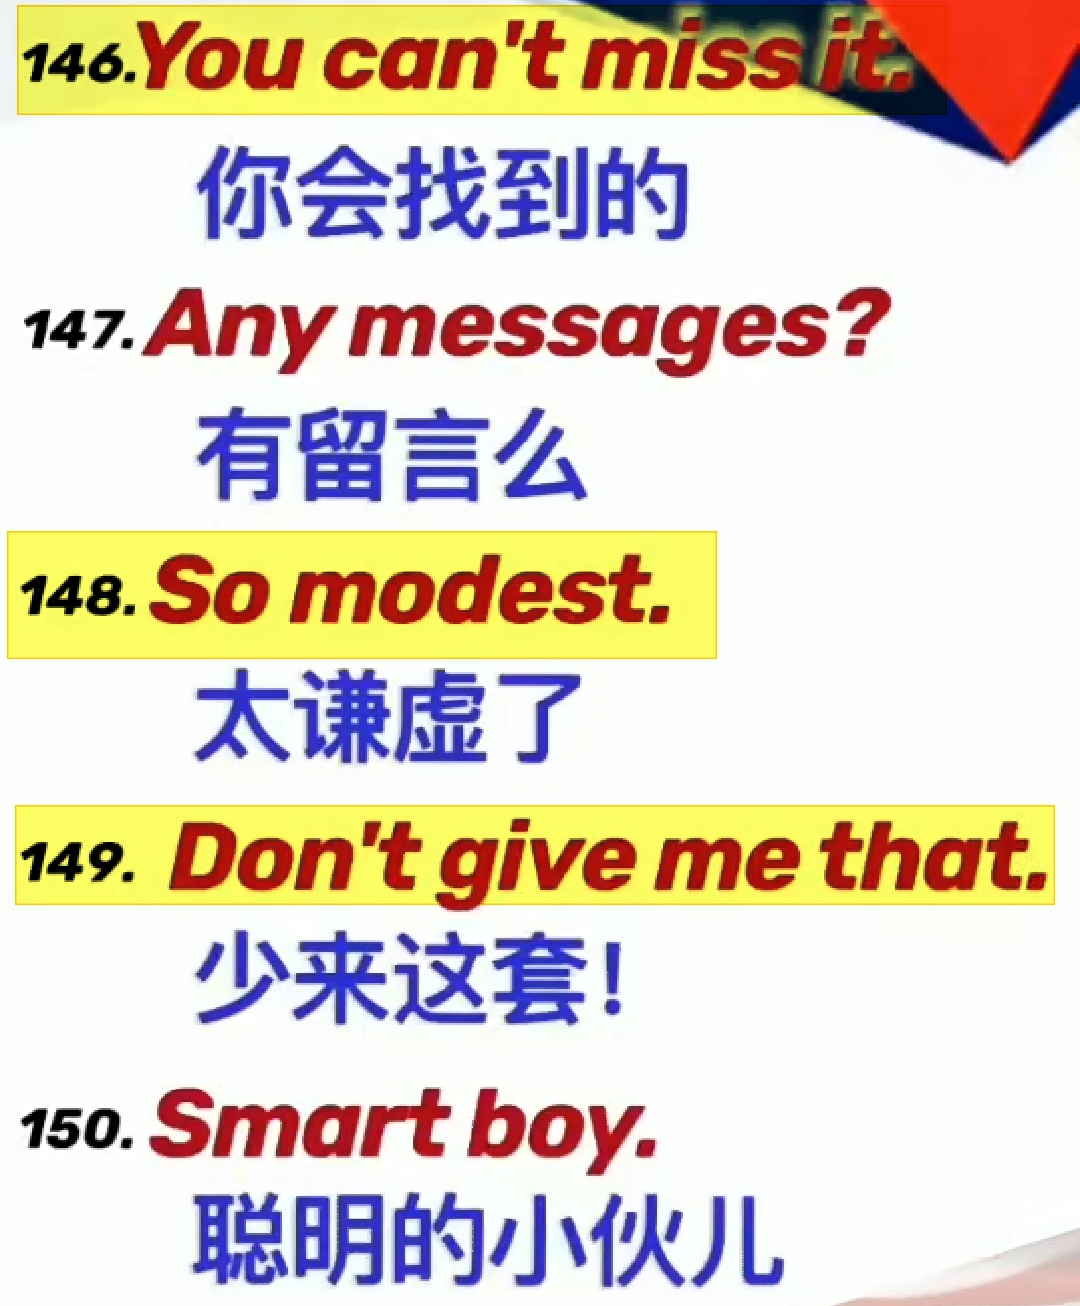 146. You can't miss it.
你会找到的
147. Any messages?
有留言么
148. So modest.
太谦虚了
149. Don't give me that.
少来这套!
150. Smart boy.
聪明的小伙儿